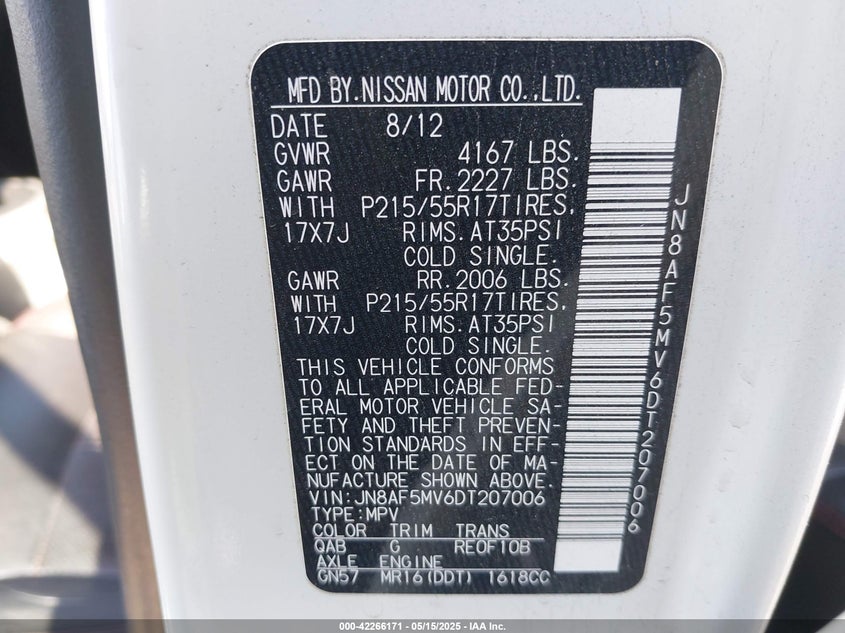 MFD BY.NISSAN MOTOR CO.,LTD.
DATE 8/12
GVWR 4167 LBS.
GAWR FR.2227 LBS.
WITH P215/55R17TIRES,
17X7J RIMS.AT35PSI
COLD SINGLE.
GAWR RR.2006 LBS.
WITH P215/55R17TIRES,
17X7J RIMS.AT35PSI
COLD SINGLE.
THIS VEHICLE CONFORMS
TO ALL APPLICABLE FED-
ERAL MOTOR VEHICLE SA-
FETY AND THEFT PREVEN-
TION STANDARDS IN EFF-
ECT ON THE DATE OF MA-
NUFACTURE SHOWN ABOVE.
VIN:JN8AF5MV6DT207006
TYPE:MPV
COLOR TRIM TRANS
QAB G RE0F10B
AXLE ENGINE
GN57 MR16(DDT) 1618CC
JN8AF5MV6DT207006
000-42266171 - 05/15/2025 - IAA Inc.